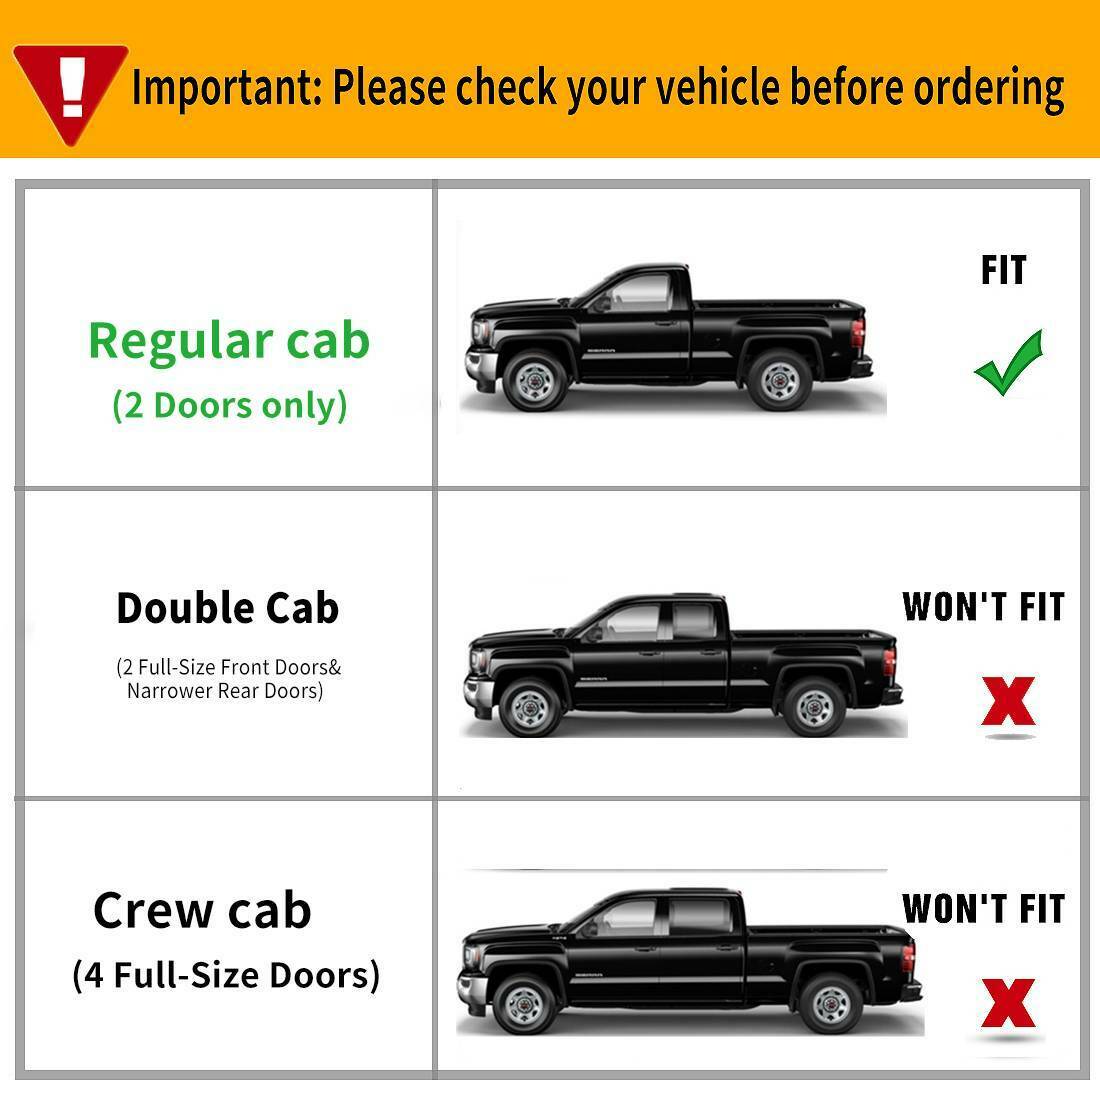 Important: Please check your vehicle before ordering
Regular cab
(2 Doors only)
FIT
Double Cab
(2 Full-Size Front Doors&
Narrower Rear Doors)
WON'T FIT
X
Crew cab
(4 Full-Size Doors)
WON'T FIT
X